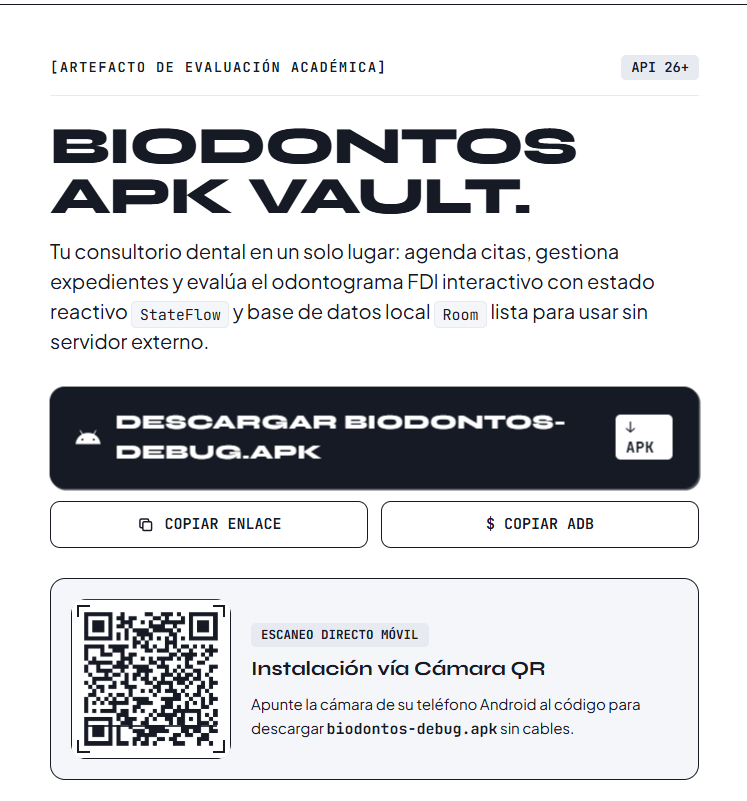 [ARTEFACTO DE EVALUACIÓN ACADÉMICA]
API 26+
BIODONTOS
APK VAULT.
Tu consultorio dental en un solo lugar: agenda citas, gestiona
expedientes y evalúa el odontograma FDI interactivo con estado
reactivo StateFlow y base de datos local Room lista para usar sin
servidor externo.
DESCARGAR BIODONTOS-
DEBUG.APK
↓
APK
COPIAR ENLACE
$ COPIAR ADB
ESCANEO DIRECTO MÓVIL
Instalación vía Cámara QR
Apunte la cámara de su teléfono Android al código para
descargar biodontos-debug.apk sin cables.